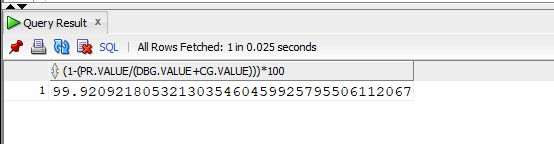 Query Result x
SQL | All Rows Fetched: 1 in 0.025 seconds
(1-(PR.VALUE/(DBG.VALUE+CG.VALUE)))*100
1 99.9209218053213035460459925795506112067